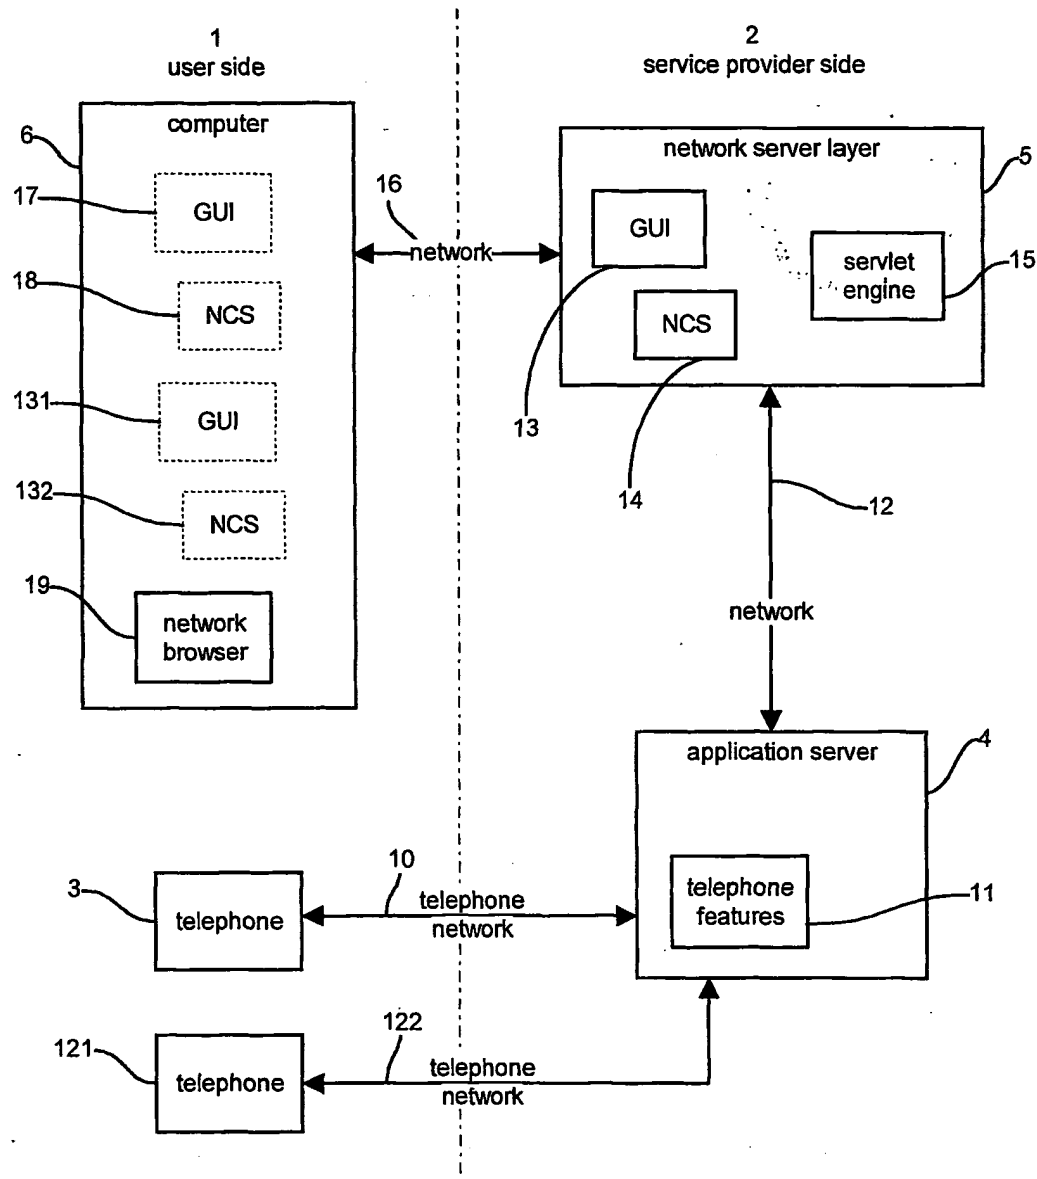 1
user side
2
service provider side
computer
6
17
GUI
18
NCS
131
GUI
132
NCS
19
network
browser
16
network
network server layer
5
GUI
13
NCS
14
servlet
engine
15
12
network
application server
4
telephone
features
11
3
telephone
10
telephone
network
121
telephone
122
telephone
network